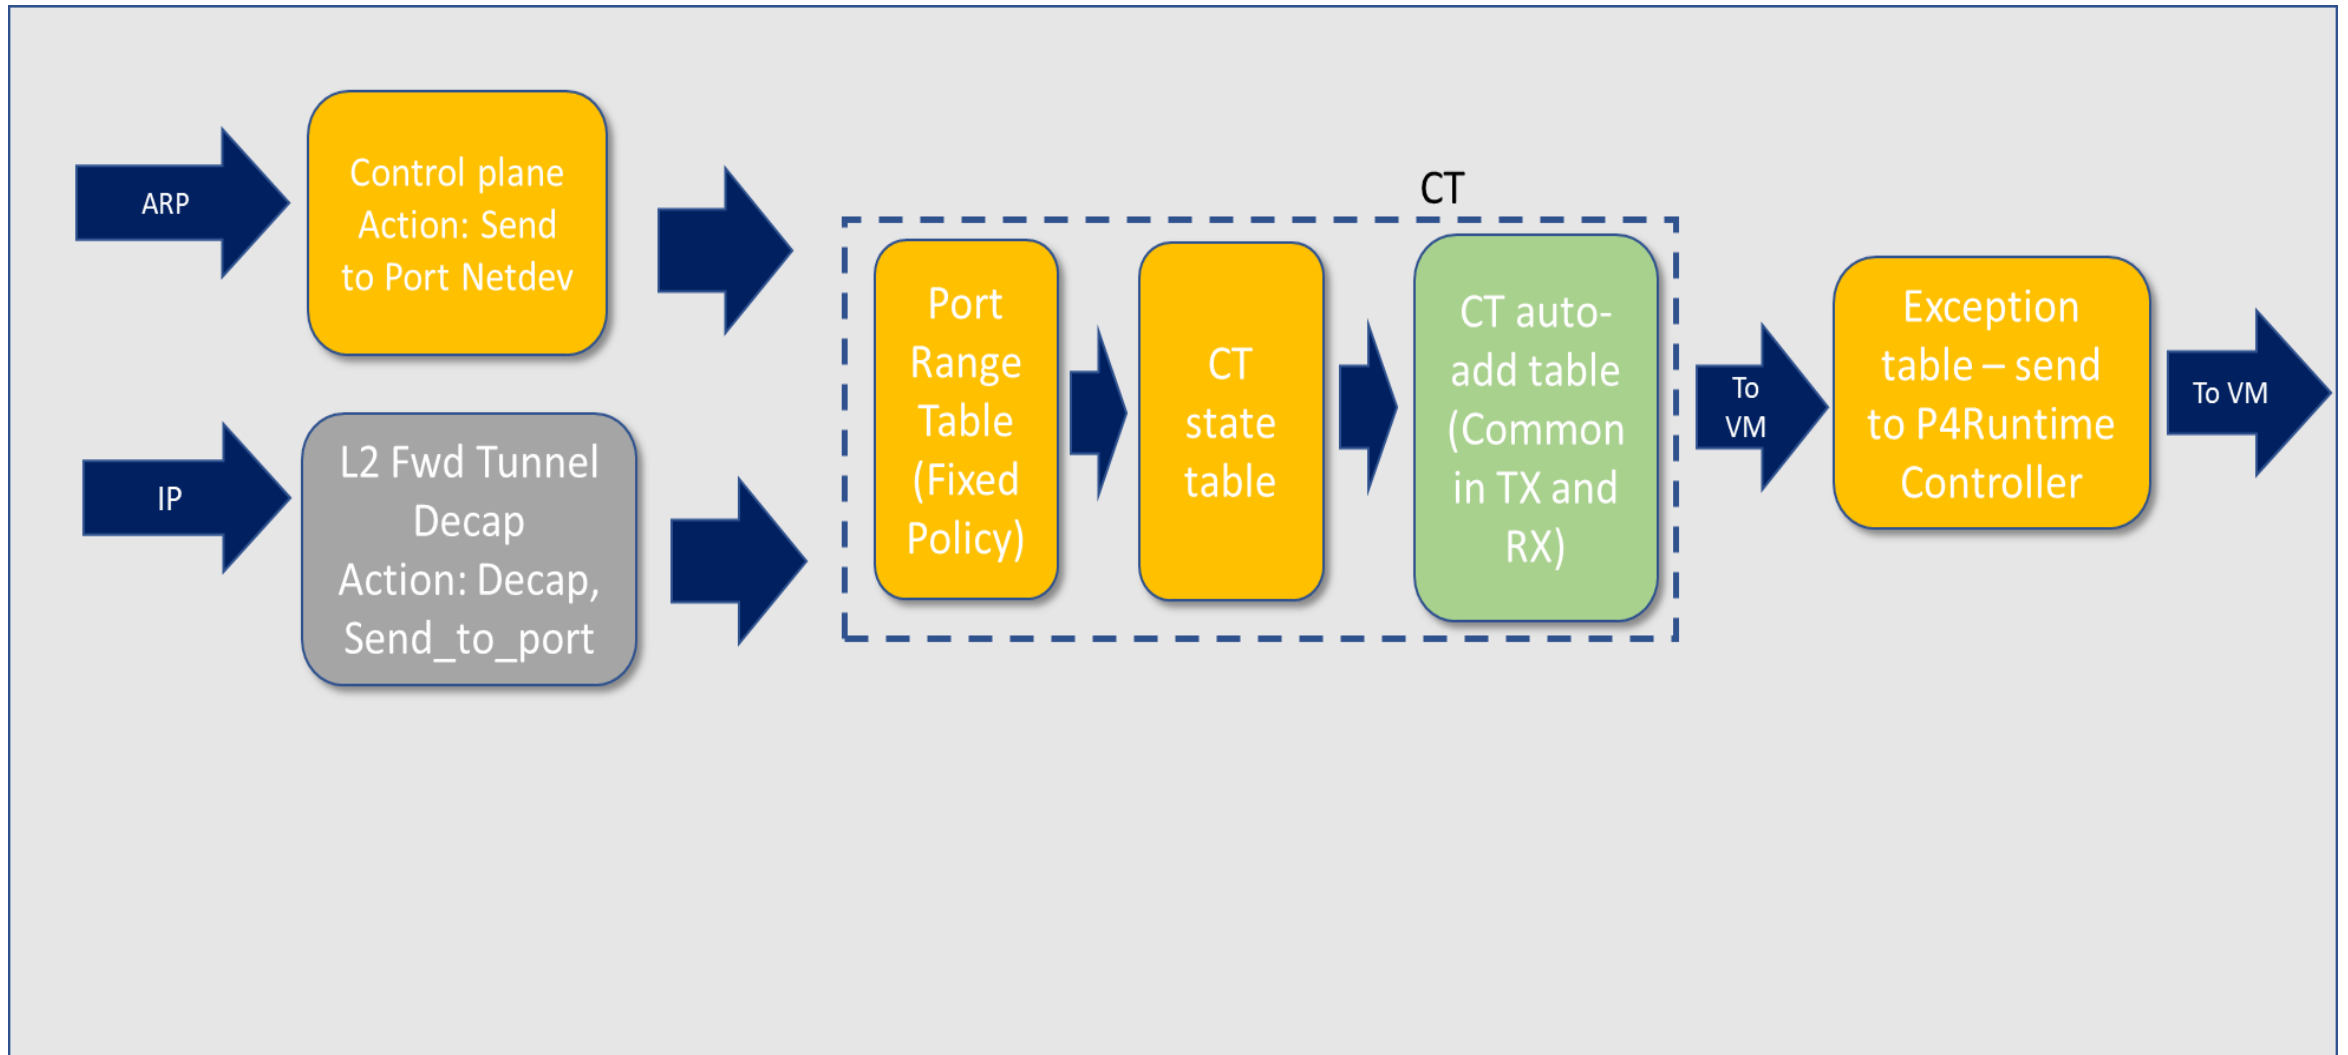 ARP
Control plane
Action: Send
to Port Netdev
IP
L2 Fwd Tunnel
Decap
Action: Decap,
Send_to_port
CT
Port
Range
Table
(Fixed
Policy)
CT
state
table
CT auto-
add table
(Common
in TX and
RX)
To
VM
Exception
table – send
to P4Runtime
Controller
To VM